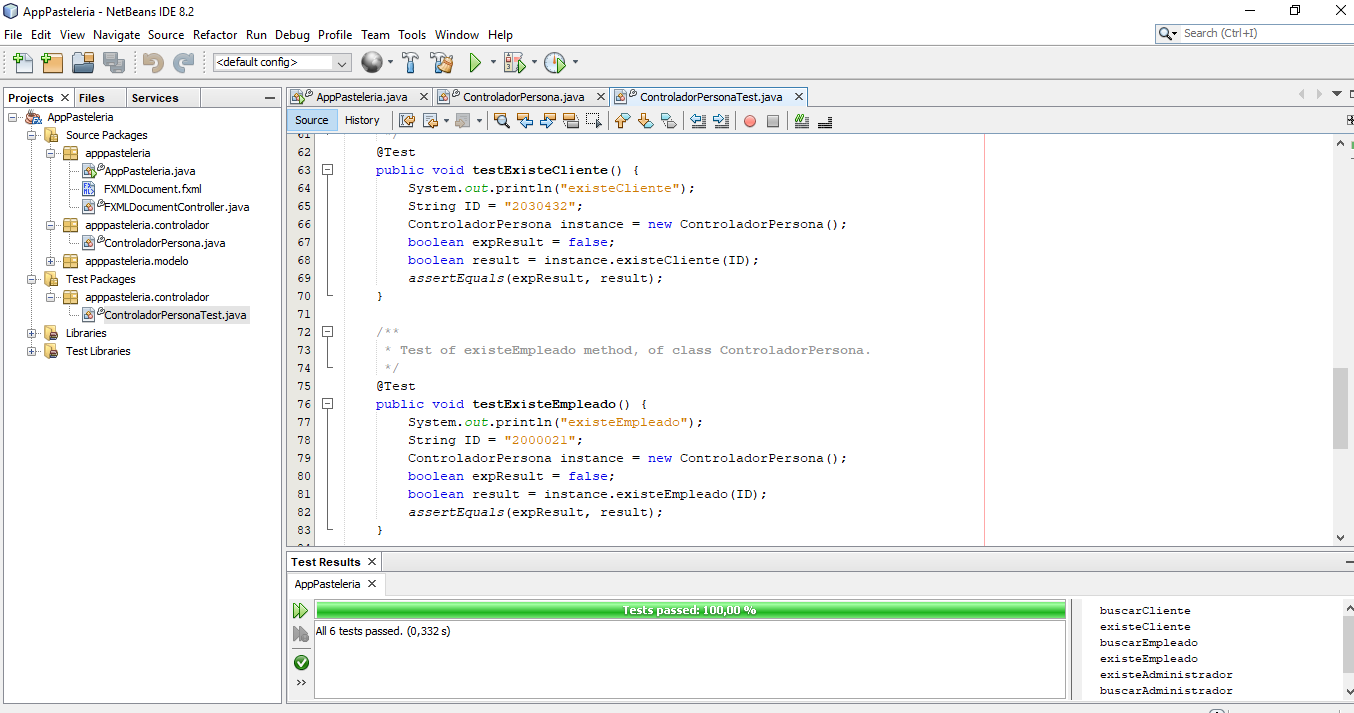 AppPasteleria - NetBeans IDE 8.2
File Edit View Navigate Source Refactor Run Debug Profile Team Tools Window Help
Search (Ctrl+I)
<default config>
Projects Files Services
AppPasteleria
Source Packages
apppasteleria
AppPasteleria.java
FXMLDocument.fxml
FXMLDocumentController.java
apppasteleria.controlador
ControladorPersona.java
apppasteleria.modelo
Test Packages
apppasteleria.controlador
ControladorPersonaTest.java
Libraries
Test Libraries
AppPasteleria.java ControladorPersona.java ControladorPersonaTest.java
Source History
61 */
62 @Test
63 public void testExisteCliente() {
64 System.out.println("existeCliente");
65 String ID = "2030432";
66 ControladorPersona instance = new ControladorPersona();
67 boolean expResult = false;
68 boolean result = instance.existeCliente(ID);
69 assertEquals(expResult, result);
70 }
71
72 /**
73 * Test of existeEmpleado method, of class ControladorPersona.
74 */
75 @Test
76 public void testExisteEmpleado() {
77 System.out.println("existeEmpleado");
78 String ID = "2000021";
79 ControladorPersona instance = new ControladorPersona();
80 boolean expResult = false;
81 boolean result = instance.existeEmpleado(ID);
82 assertEquals(expResult, result);
83 }
Test Results
AppPasteleria
Tests passed: 100,00 %
All 6 tests passed. (0,332 s)
buscarCliente
existeCliente
buscarEmpleado
existeEmpleado
existeAdministrador
buscarAdministrador